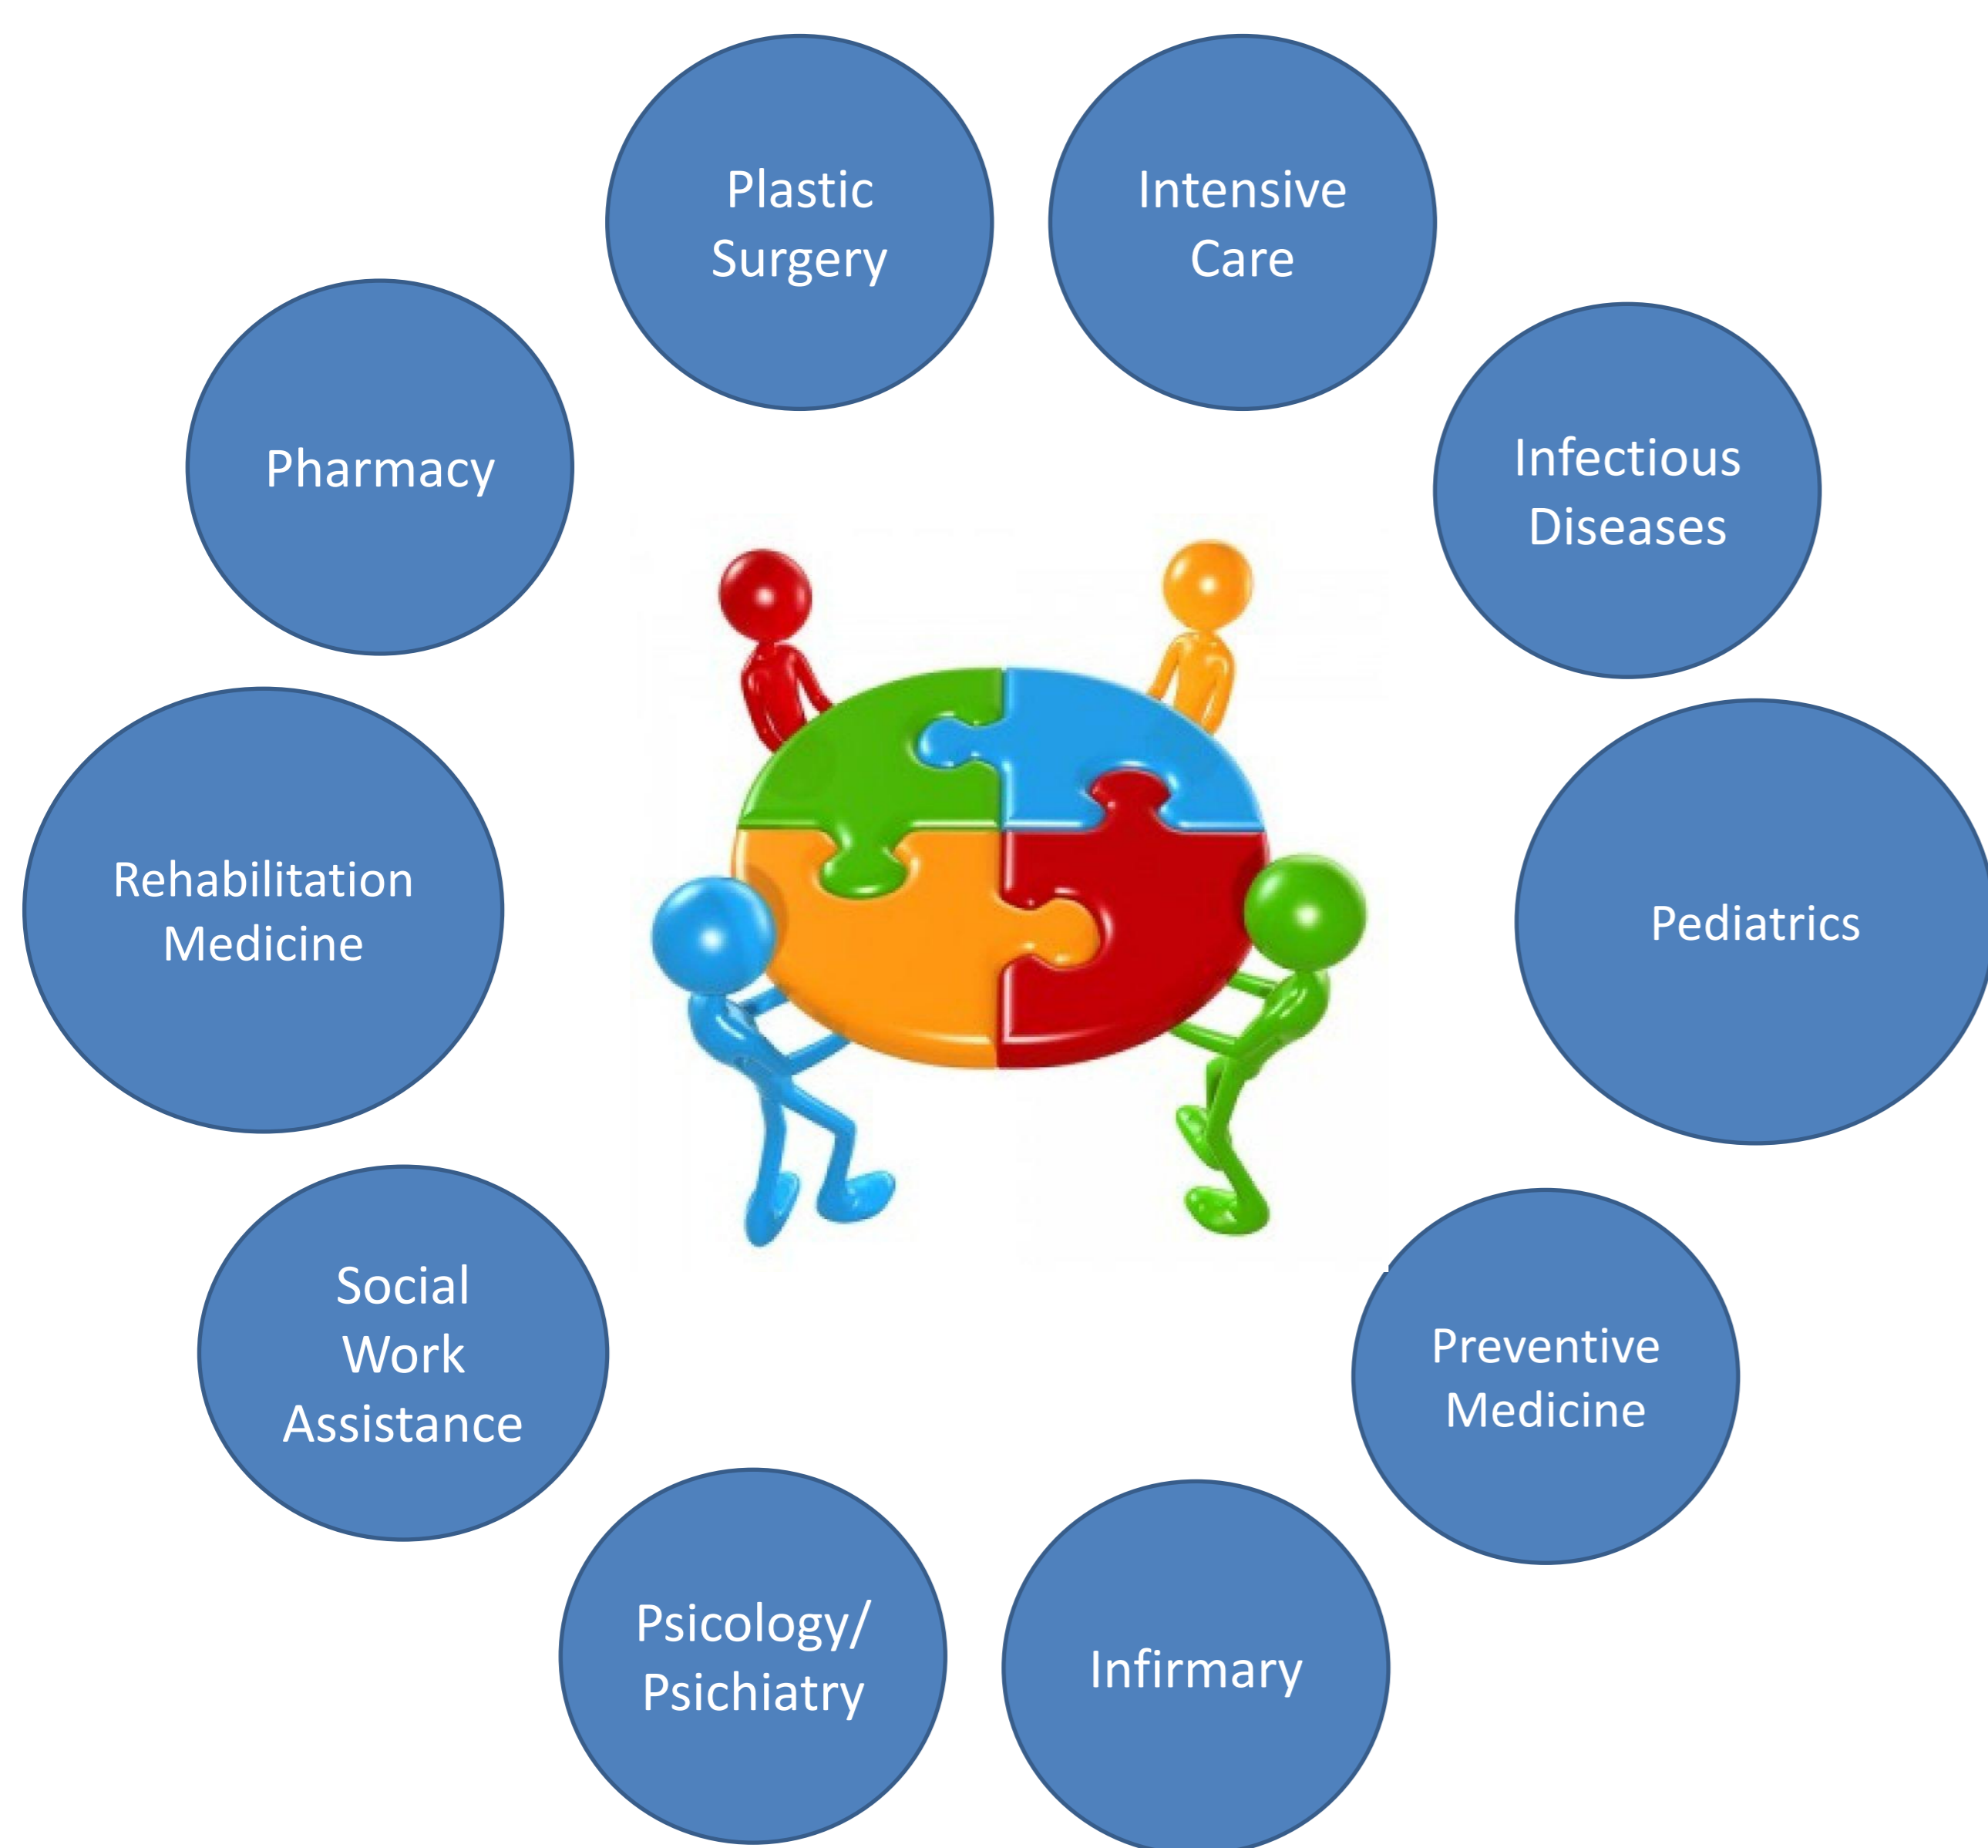 Plastic
Surgery
Intensive
Care
Infectious
Diseases
Pharmacy
Rehabilitation
Medicine
Pediatrics
Social
Work
Assistance
Preventive
Medicine
Psicology/
Psichiatry
Infirmary